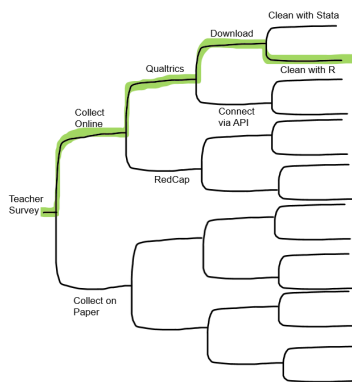 Clean with Stata
Download
Qualtrics
Clean with R
Collect
Online
Connect
via API
RedCap
Teacher
Survey
Collect on
Paper